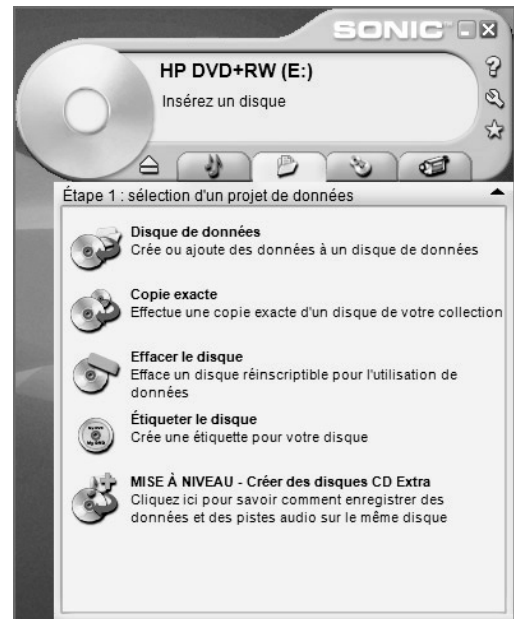 SONIC
HP DVD+RW (E:)
Insérez un disque
Étape 1 : sélection d'un projet de données
Disque de données
Crée ou ajoute des données à un disque de données
Copie exacte
Effectue une copie exacte d'un disque de votre collection
Effacer le disque
Efface un disque réinscriptible pour l'utilisation de
données
Étiqueter le disque
Crée une étiquette pour votre disque
MISE À NIVEAU - Créer des disques CD Extra
Cliquez ici pour savoir comment enregistrer des
données et des pistes audio sur le même disque